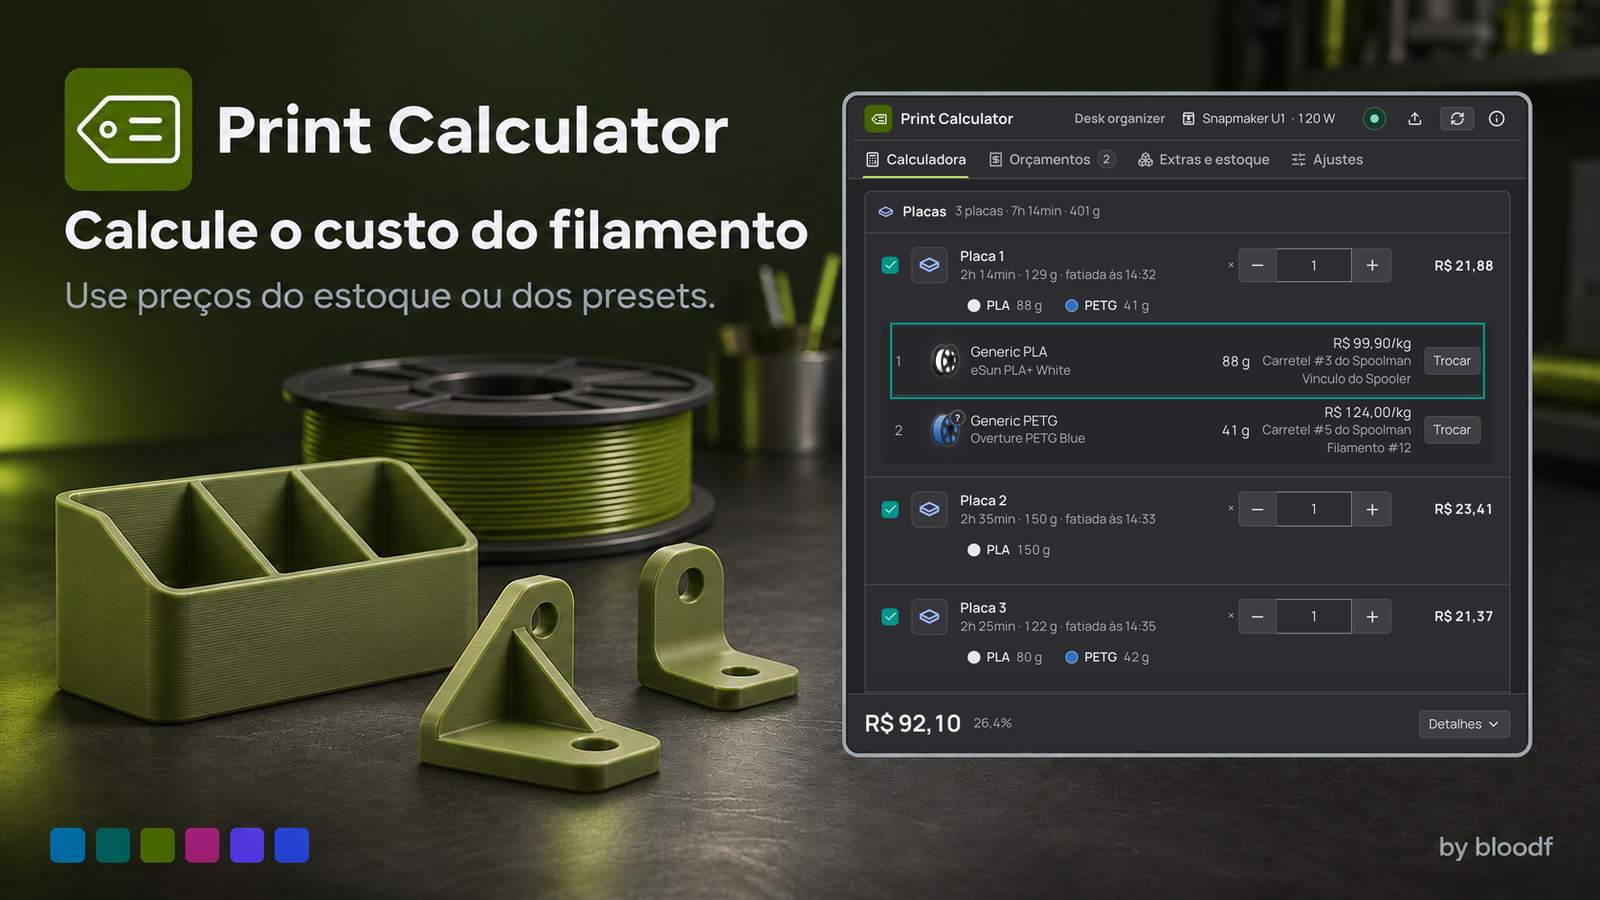 Print Calculator
Calcule o custo do filamento
Use preços do estoque ou dos presets.
Print Calculator
Desk organizer
Snapmaker U1 · 120 W
Calculadora
Orçamentos 2
Extras e estoque
Ajustes
Placas 3 placas · 7h 14min · 401 g
Placa 1
2h 14min · 129 g · fatiada às 14:32
× − 1 +
R$ 21,88
PLA 88 g PETG 41 g
1
Generic PLA
eSun PLA+ White
88 g
R$ 99,90/kg
Carretel #3 do Spoolman
Vínculo do Spooler
Trocar
2
?
Generic PETG
Overture PETG Blue
41 g
R$ 124,00/kg
Carretel #5 do Spoolman
Filamento #12
Trocar
Placa 2
2h 35min · 150 g · fatiada às 14:33
× − 1 +
R$ 23,41
PLA 150 g
Placa 3
2h 25min · 122 g · fatiada às 14:35
× − 1 +
R$ 21,37
PLA 80 g PETG 42 g
R$ 92,10 26,4%
Detalhes
by bloodf